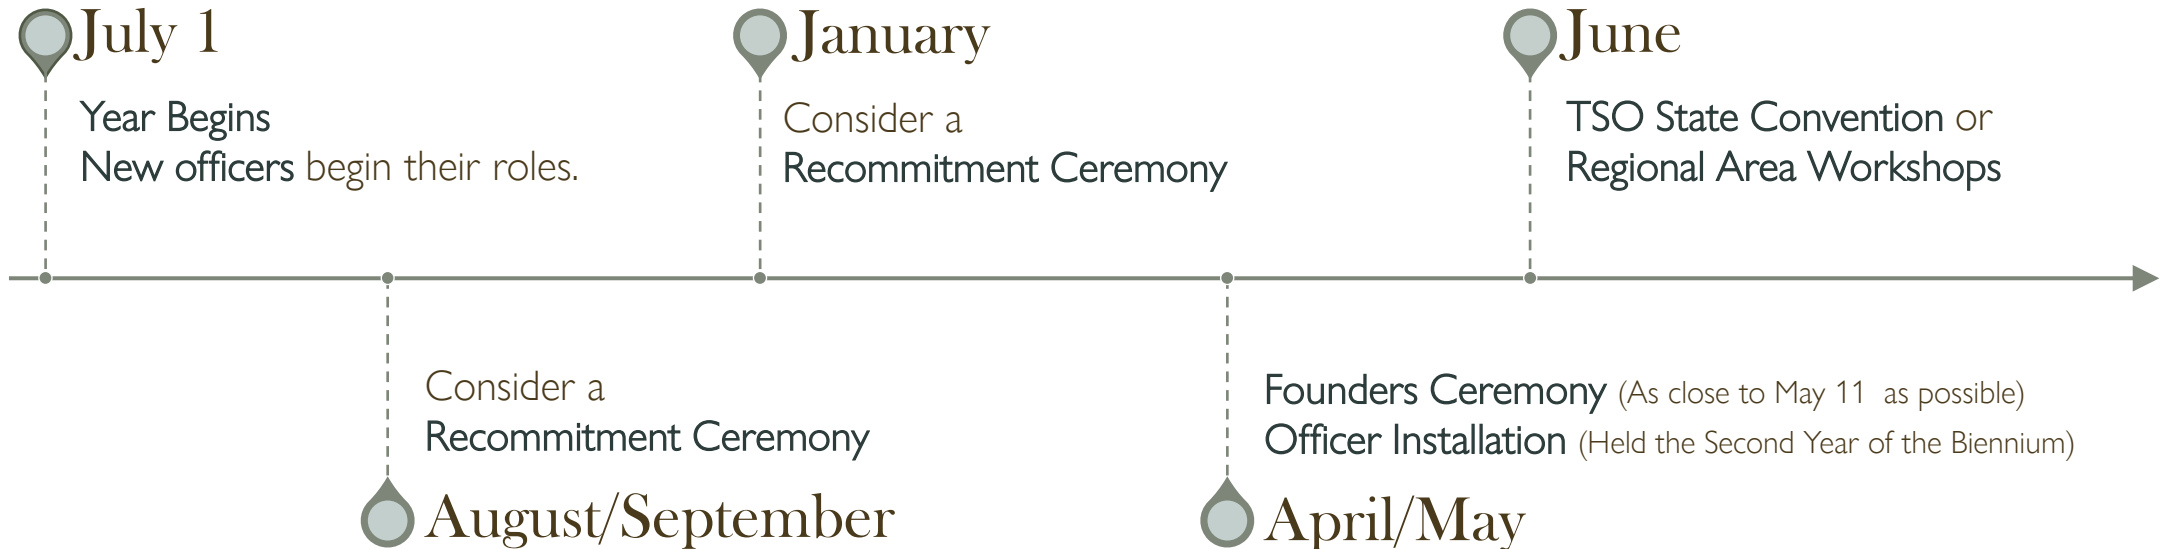 July 1
Year Begins
New officers begin their roles.
January
Consider a
Recommitment Ceremony
June
TSO State Convention or
Regional Area Workshops
Consider a
Recommitment Ceremony
August/September
Founders Ceremony (As close to May 11 as possible)
Officer Installation (Held the Second Year of the Biennium)
April/May